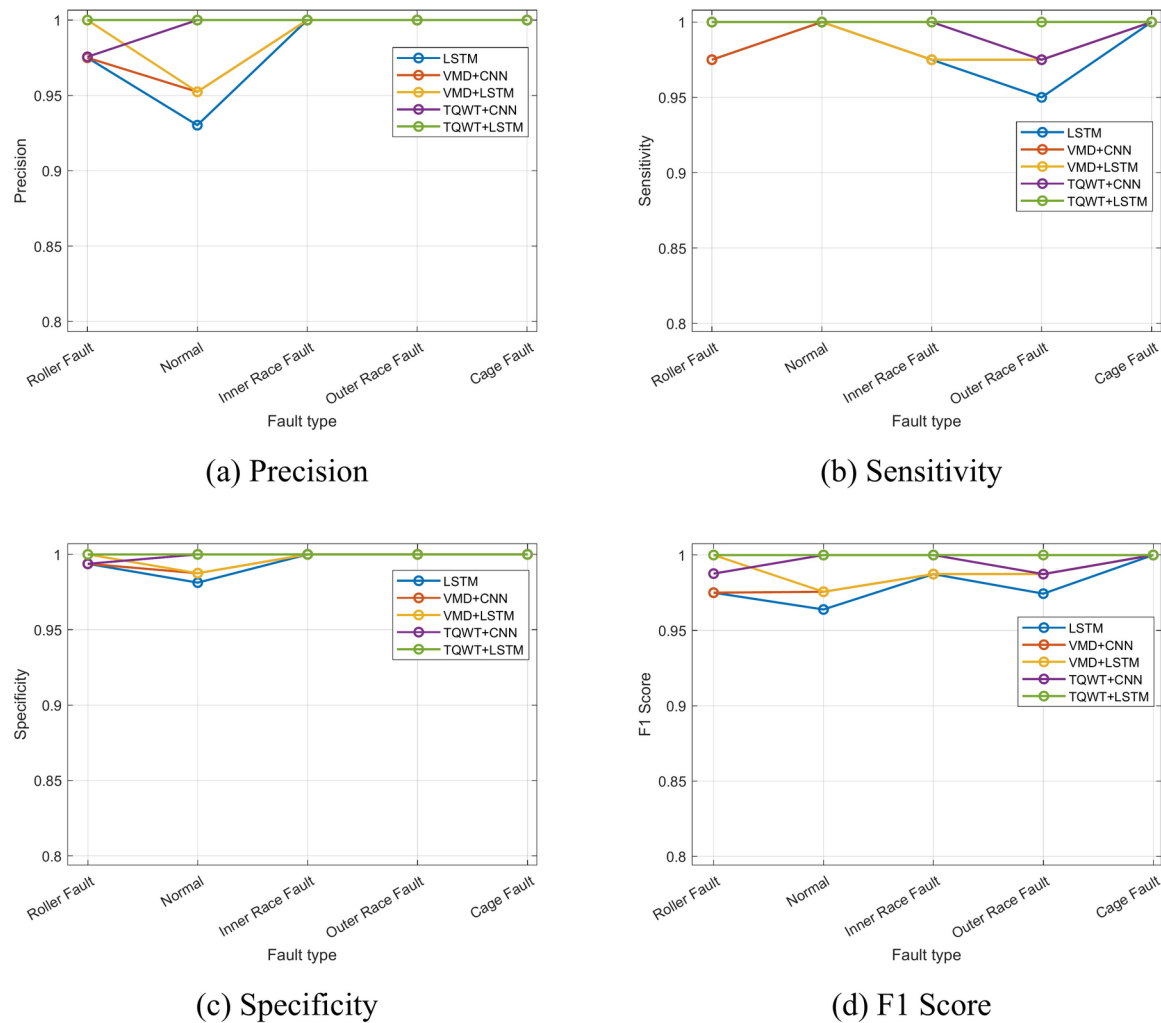 1
0.95
0.9
0.85
0.8
Precision
LSTM
VMD+CNN
VMD+LSTM
TQWT+CNN
TQWT+LSTM
Roller Fault
Normal
Inner Race Fault
Outer Race Fault
Cage Fault
Fault type
(a) Precision
1
0.95
0.9
0.85
0.8
Sensitivity
LSTM
VMD+CNN
VMD+LSTM
TQWT+CNN
TQWT+LSTM
Roller Fault
Normal
Inner Race Fault
Outer Race Fault
Cage Fault
Fault type
(b) Sensitivity
1
0.95
0.9
0.85
0.8
Specificity
LSTM
VMD+CNN
VMD+LSTM
TQWT+CNN
TQWT+LSTM
Roller Fault
Normal
Inner Race Fault
Outer Race Fault
Cage Fault
Fault type
(c) Specificity
1
0.95
0.9
0.85
0.8
F1 Score
LSTM
VMD+CNN
VMD+LSTM
TQWT+CNN
TQWT+LSTM
Roller Fault
Normal
Inner Race Fault
Outer Race Fault
Cage Fault
Fault type
(d) F1 Score